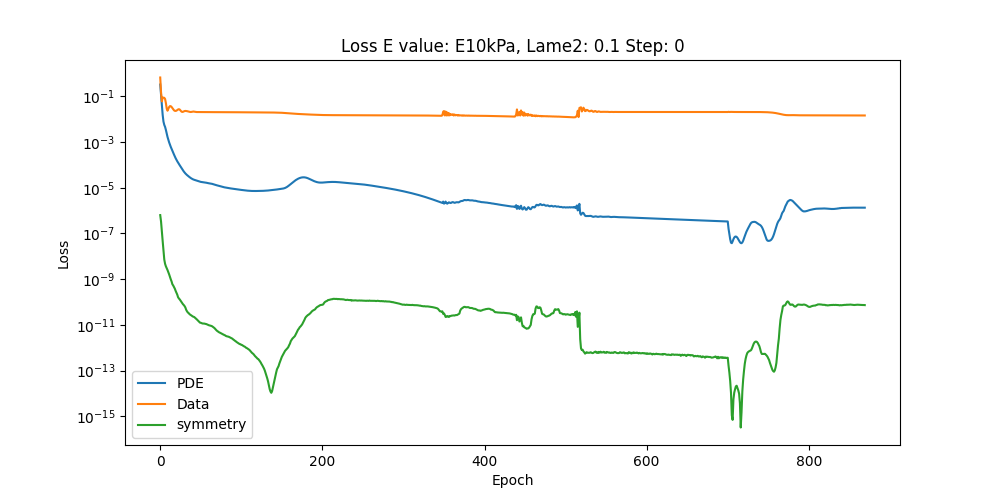 Loss E value: E10kPa, Lame2: 0.1 Step: 0
Loss
10⁻¹
10⁻³
10⁻⁵
10⁻⁷
10⁻⁹
10⁻¹¹
10⁻¹³
10⁻¹⁵
PDE
Data
symmetry
0 200 400 600 800
Epoch